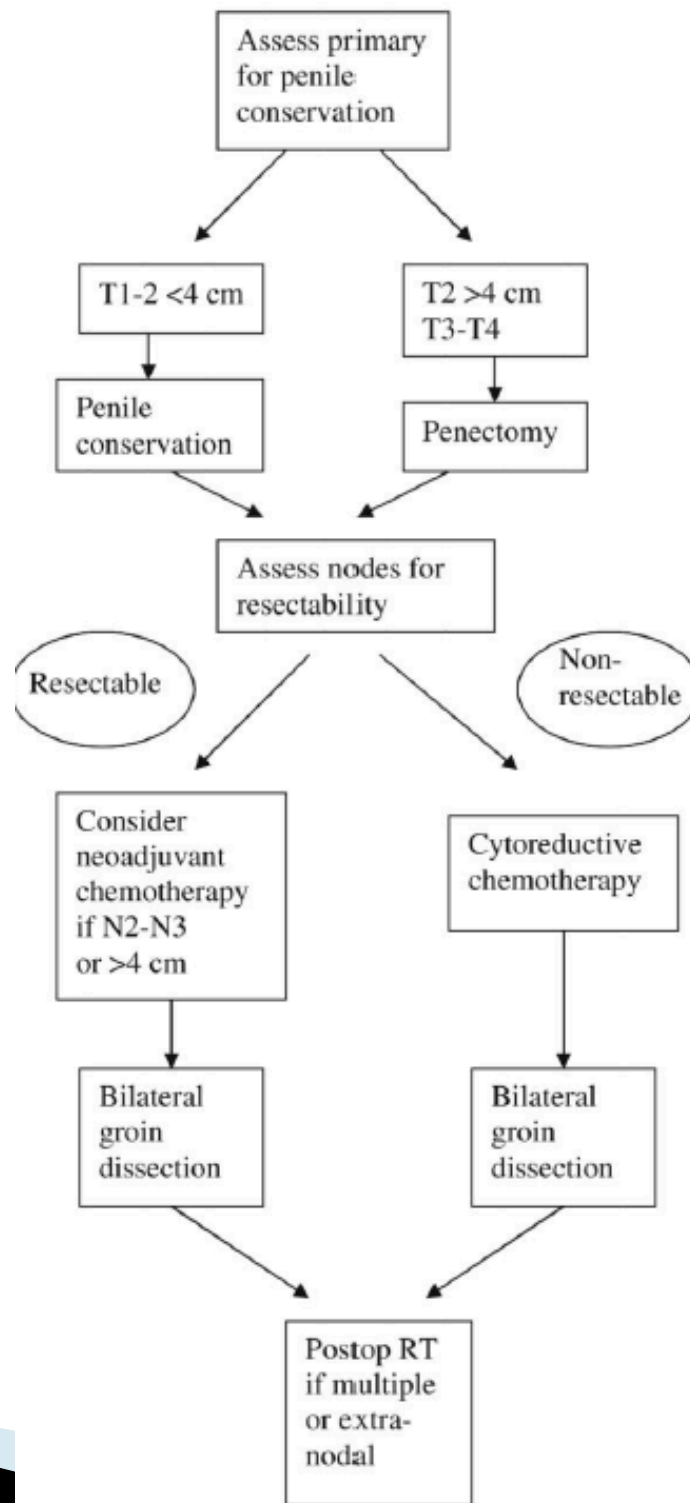 Assess primary
for penile
conservation
T1-2 <4 cm
T2 >4 cm
T3-T4
Penile
conservation
Penectomy
Assess nodes for
resectability
Resectable
Non-
resectable
Consider
neoadjuvant
chemotherapy
if N2-N3
or >4 cm
Cytoreductive
chemotherapy
Bilateral
groin
dissection
Bilateral
groin
dissection
Postop RT
if multiple
or extra-
nodal